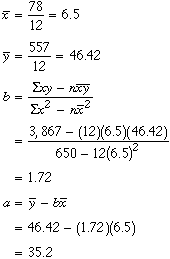 x̅ = 78/12 = 6.5
y̅ = 557/12 = 46.42
b = (Σxy − nx̅y̅)/(Σx² − nx̅²)
= (3,867 − (12)(6.5)(46.42))/(650 − 12(6.5)²)
= 1.72
a = y̅ − bx̅
= 46.42 − (1.72)(6.5)
= 35.2